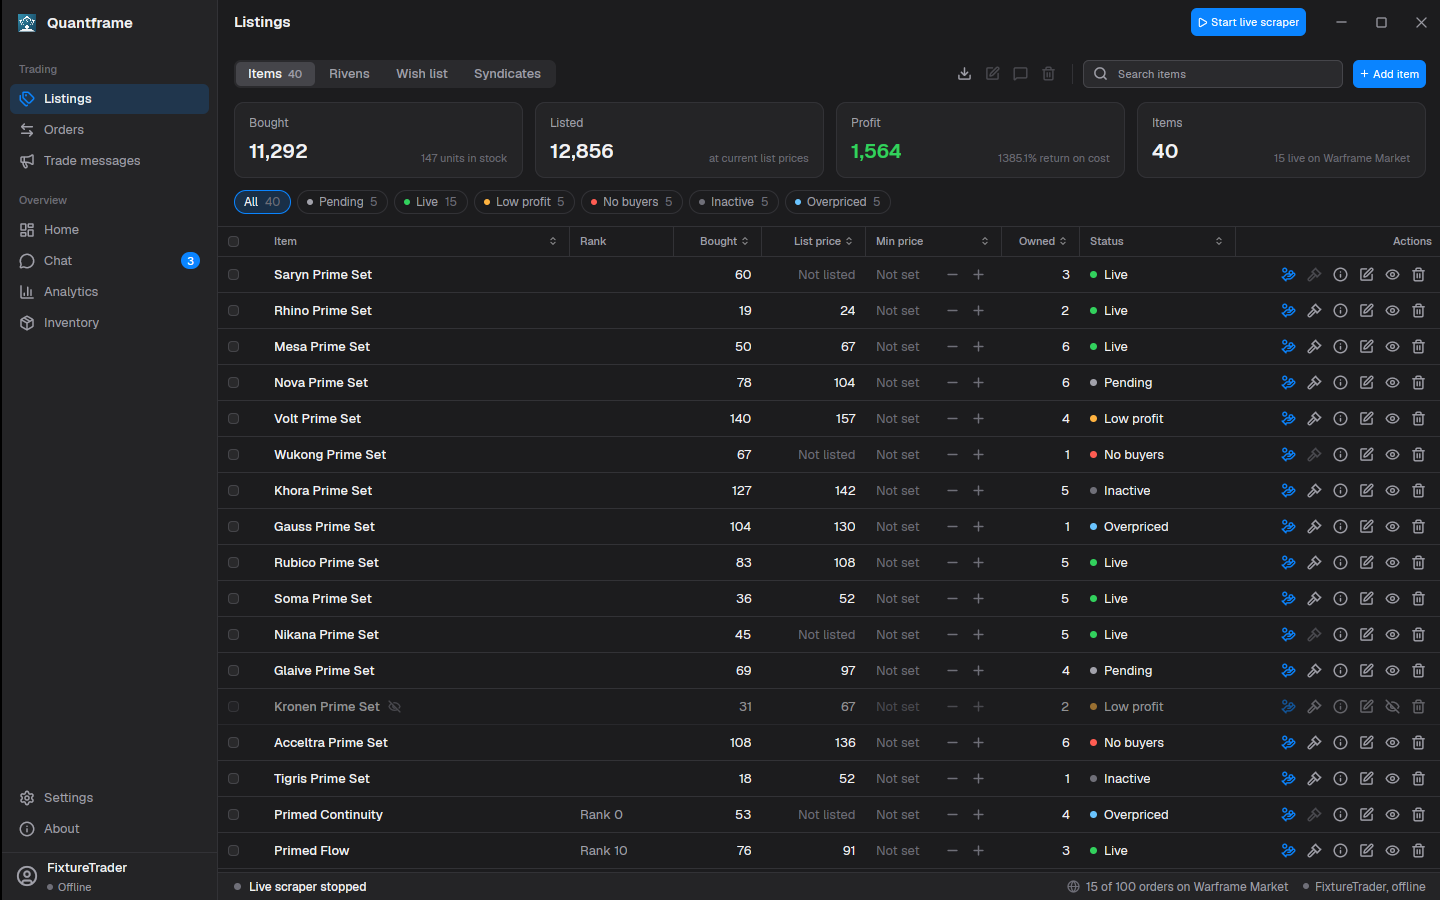 Quantframe
Trading
Listings
Orders
Trade messages
Overview
Home
Chat 3
Analytics
Inventory
Settings
About
FixtureTrader
Offline
Listings
Start live scraper
Items 40 Rivens Wish list Syndicates
Search items
+ Add item
Bought
11,292 147 units in stock
Listed
12,856 at current list prices
Profit
1,564 1385.1% return on cost
Items
40 15 live on Warframe Market
All 40 Pending 5 Live 15 Low profit 5 No buyers 5 Inactive 5 Overpriced 5
Item Rank Bought List price Min price Owned Status Actions
Saryn Prime Set 60 Not listed Not set 3 Live
Rhino Prime Set 19 24 Not set 2 Live
Mesa Prime Set 50 67 Not set 6 Live
Nova Prime Set 78 104 Not set 6 Pending
Volt Prime Set 140 157 Not set 4 Low profit
Wukong Prime Set 67 Not listed Not set 1 No buyers
Khora Prime Set 127 142 Not set 5 Inactive
Gauss Prime Set 104 130 Not set 1 Overpriced
Rubico Prime Set 83 108 Not set 5 Live
Soma Prime Set 36 52 Not set 5 Live
Nikana Prime Set 45 Not listed Not set 5 Live
Glaive Prime Set 69 97 Not set 4 Pending
Kronen Prime Set 31 67 Not set 2 Low profit
Acceltra Prime Set 108 136 Not set 6 No buyers
Tigris Prime Set 18 52 Not set 1 Inactive
Primed Continuity Rank 0 53 Not listed Not set 4 Overpriced
Primed Flow Rank 10 76 91 Not set 3 Live
Live scraper stopped 15 of 100 orders on Warframe Market FixtureTrader, offline